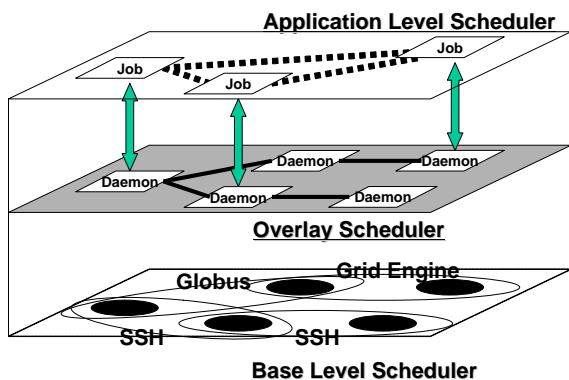 Application Level Scheduler
Job
Job
Job
Daemon
Daemon
Daemon
Daemon
Daemon
Overlay Scheduler
Grid Engine
Globus
SSH
SSH
Base Level Scheduler